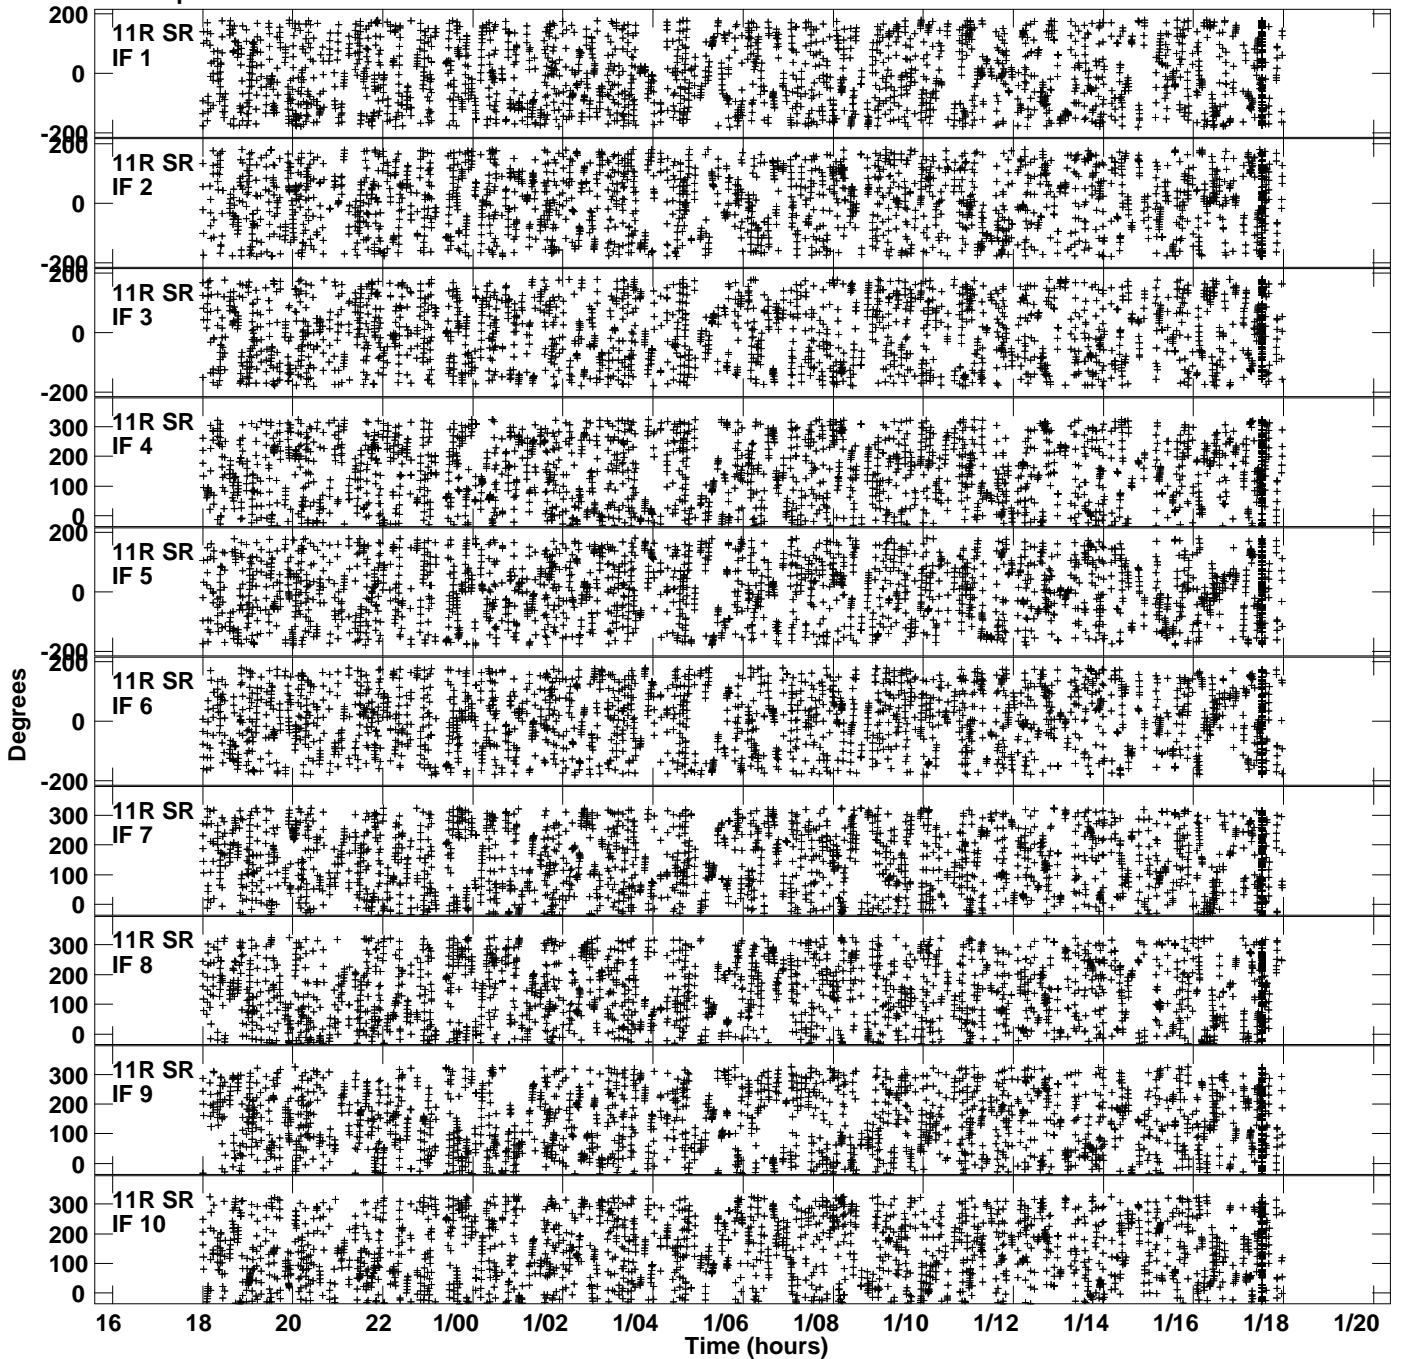 200
11R SR
IF 1
0
-200
200
11R SR
IF 2
0
-200
200
11R SR
IF 3
0
-200
11R SR
300
IF 4
200
100
0
200
11R SR
IF 5
0
-200
200
11R SR
IF 6
0
-200
11R SR
300
IF 7
200
100
0
11R SR
300
IF 8
200
100
0
11R SR
300
IF 9
200
100
0
11R SR
300
IF 10
200
100
0
Degrees
16 18 20 22 1/00 1/02 1/04 1/06 1/08 1/10 1/12 1/14 1/16 1/18 1/20
Time (hours)